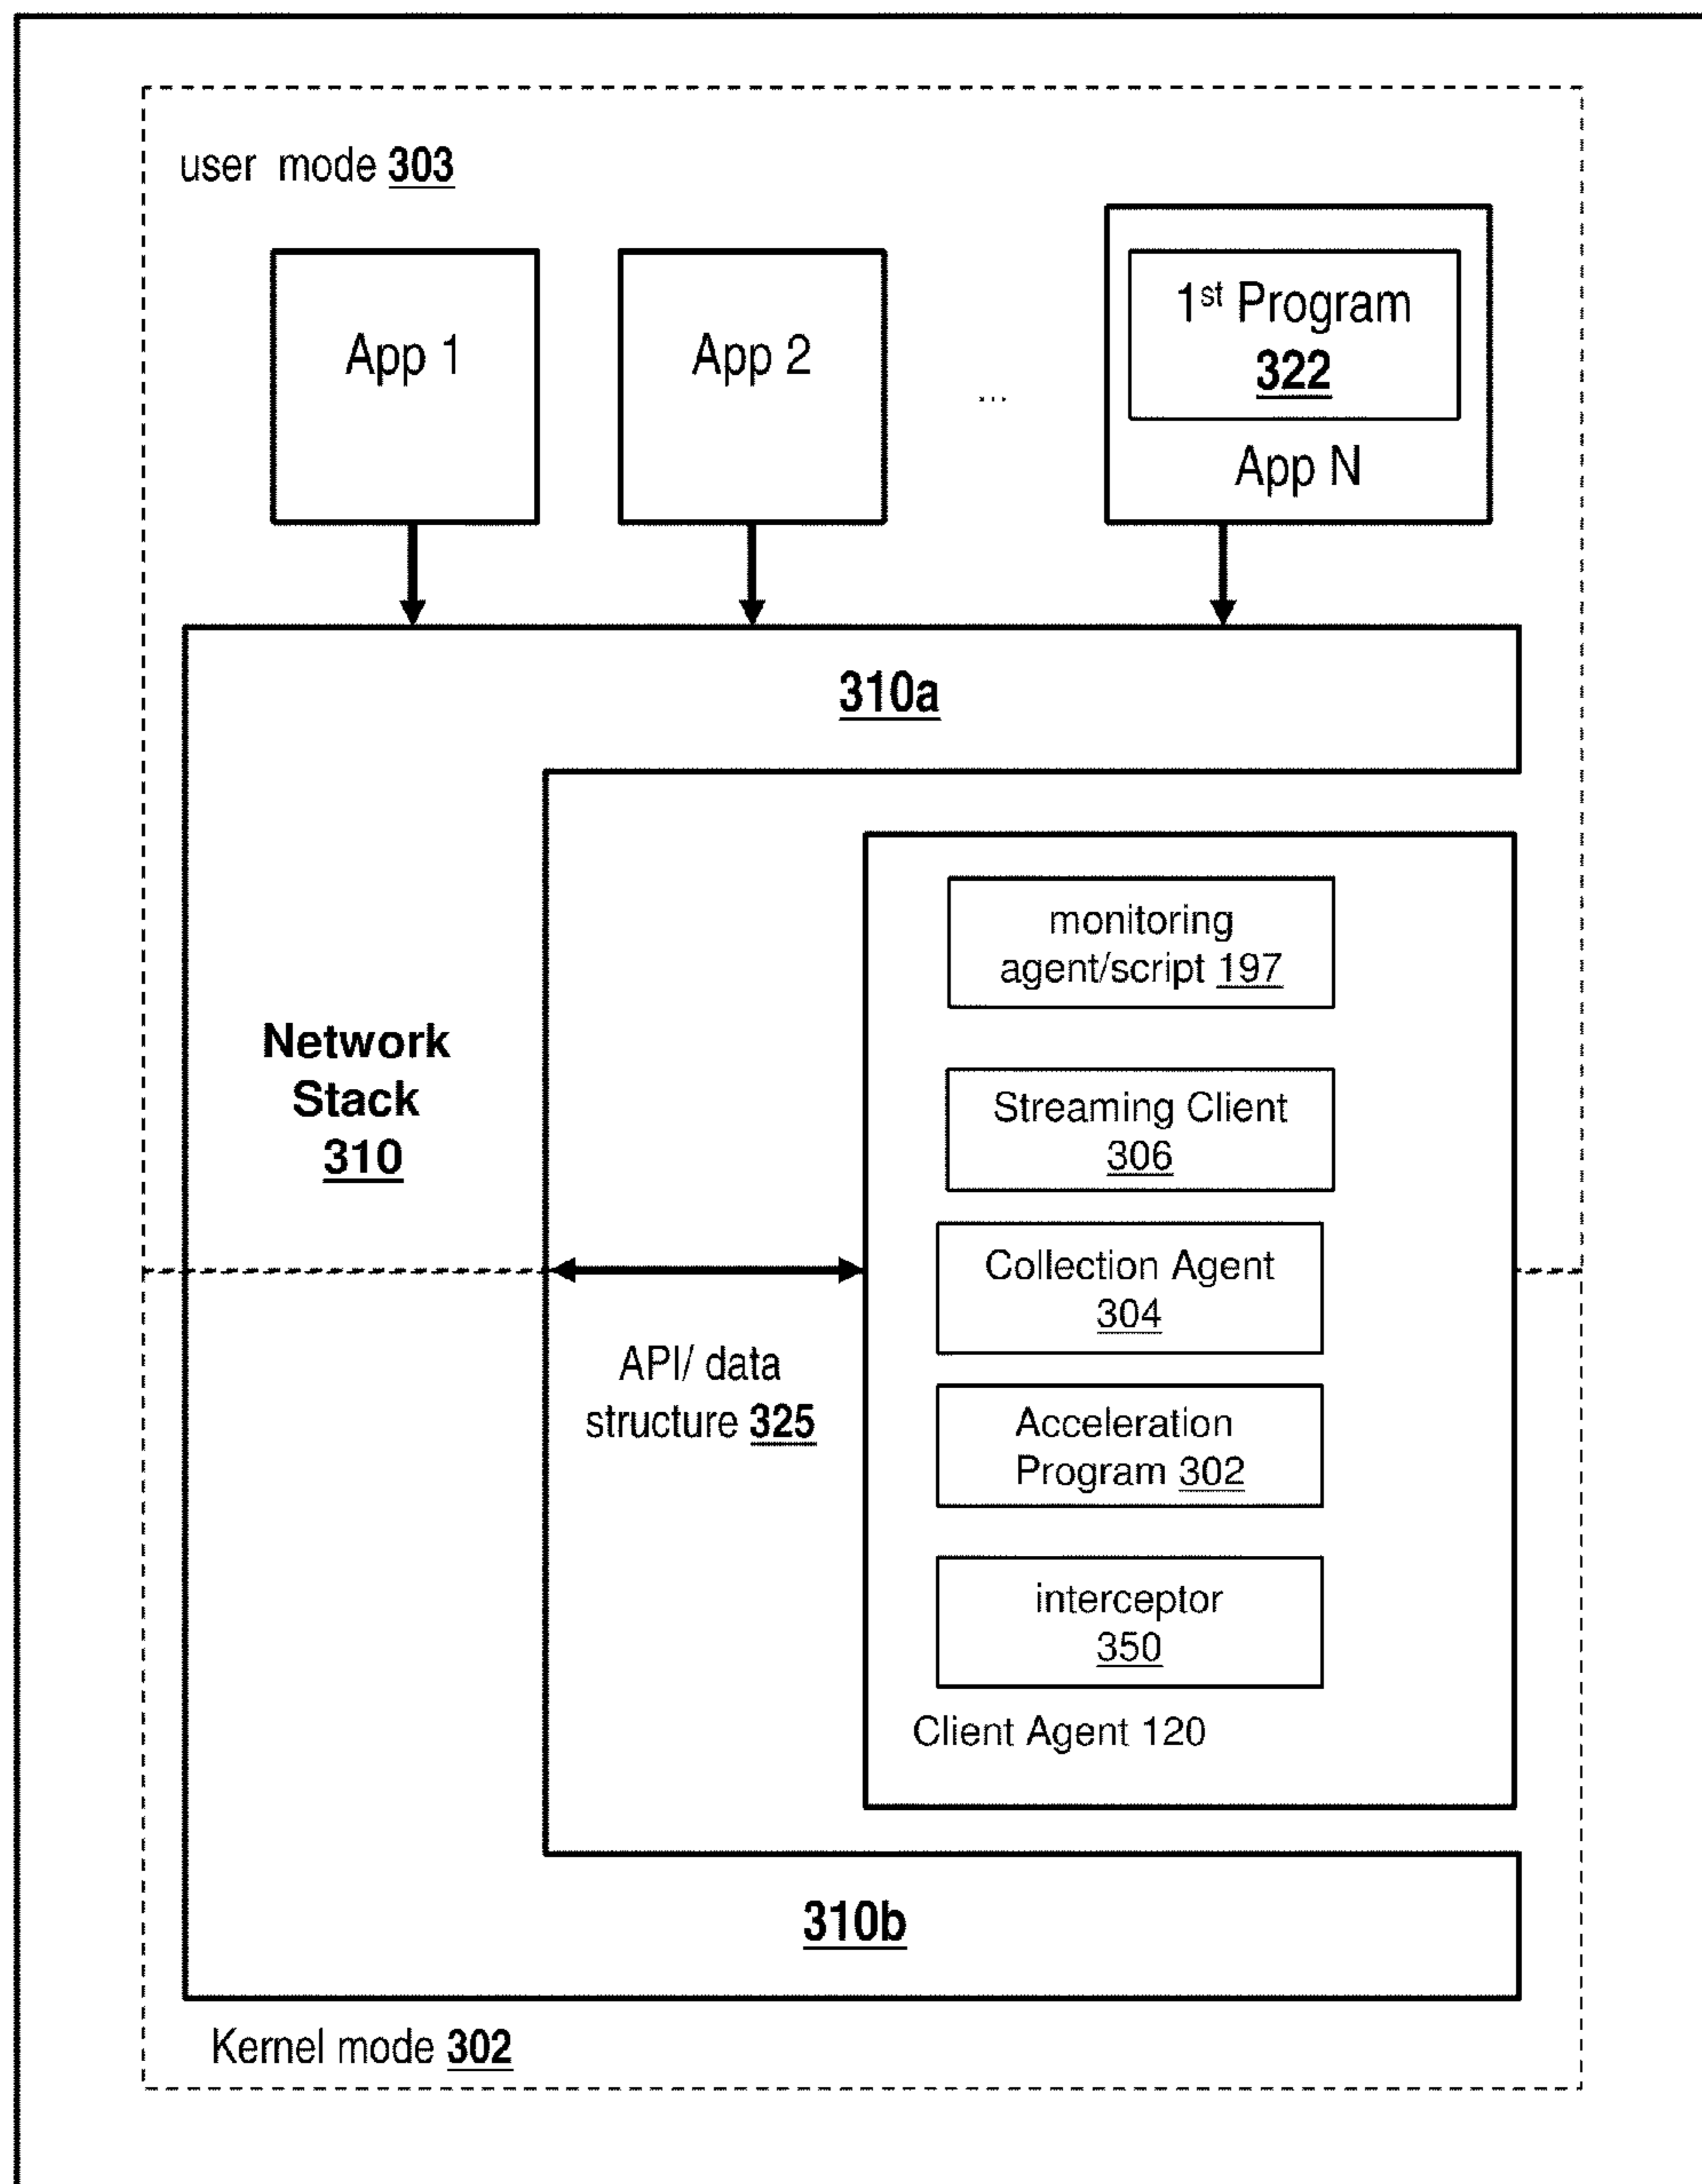 user mode 303
App 1
App 2
...
1st Program
322
App N
310a
Network
Stack
310
monitoring
agent/script 197
Streaming Client
306
Collection Agent
304
API/ data
structure 325
Acceleration
Program 302
interceptor
350
Client Agent 120
310b
Kernel mode 302